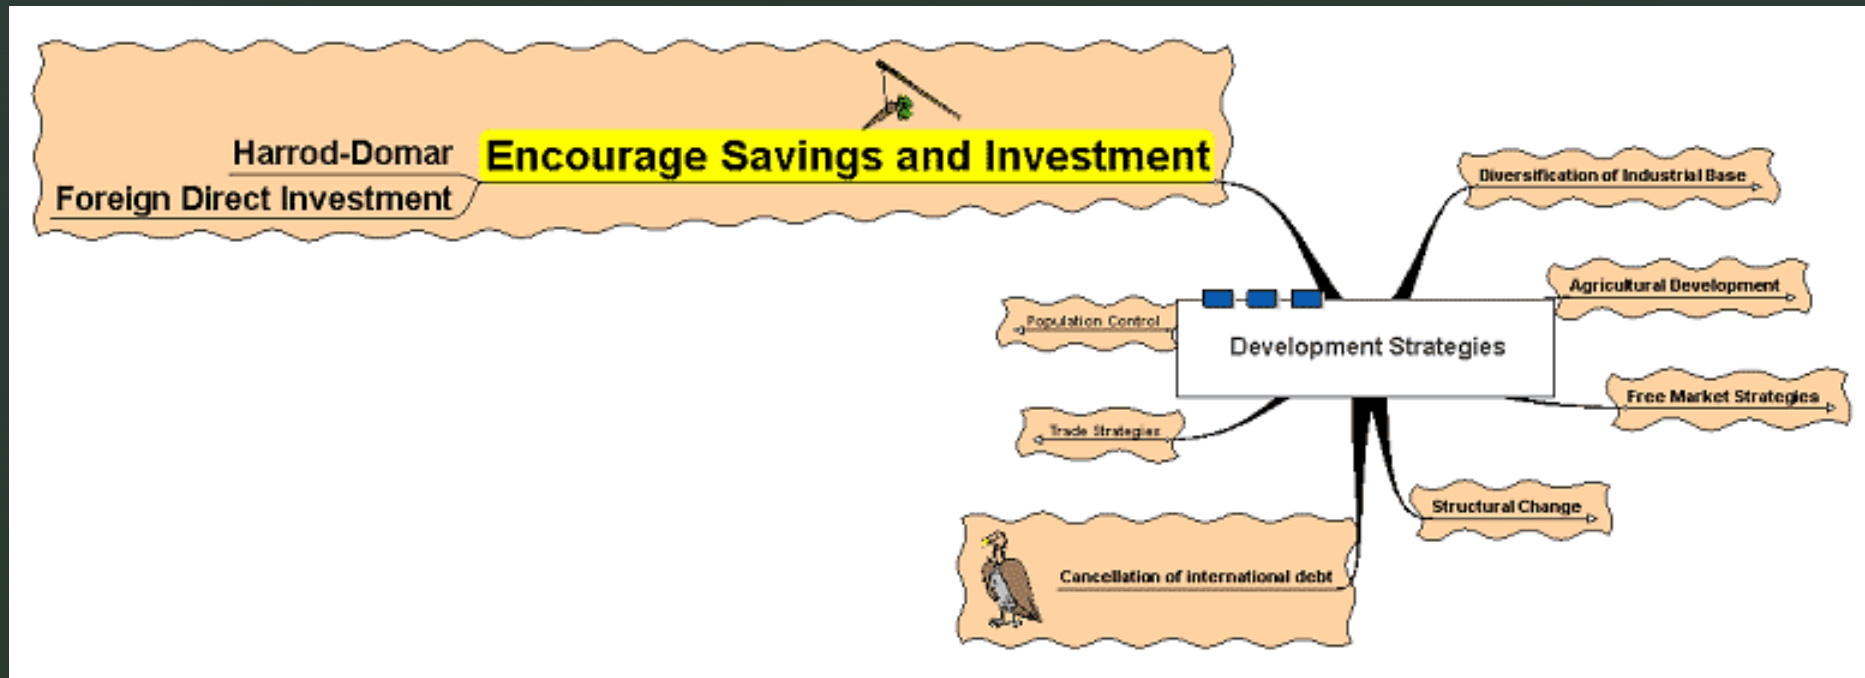 Harrod-Domar
Foreign Direct Investment
Encourage Savings and Investment
Diversification of Industrial Base
Agricultural Development
Population Control
Development Strategies
Free Market Strategies
Trade Strategies
Structural Change
Cancellation of international debt